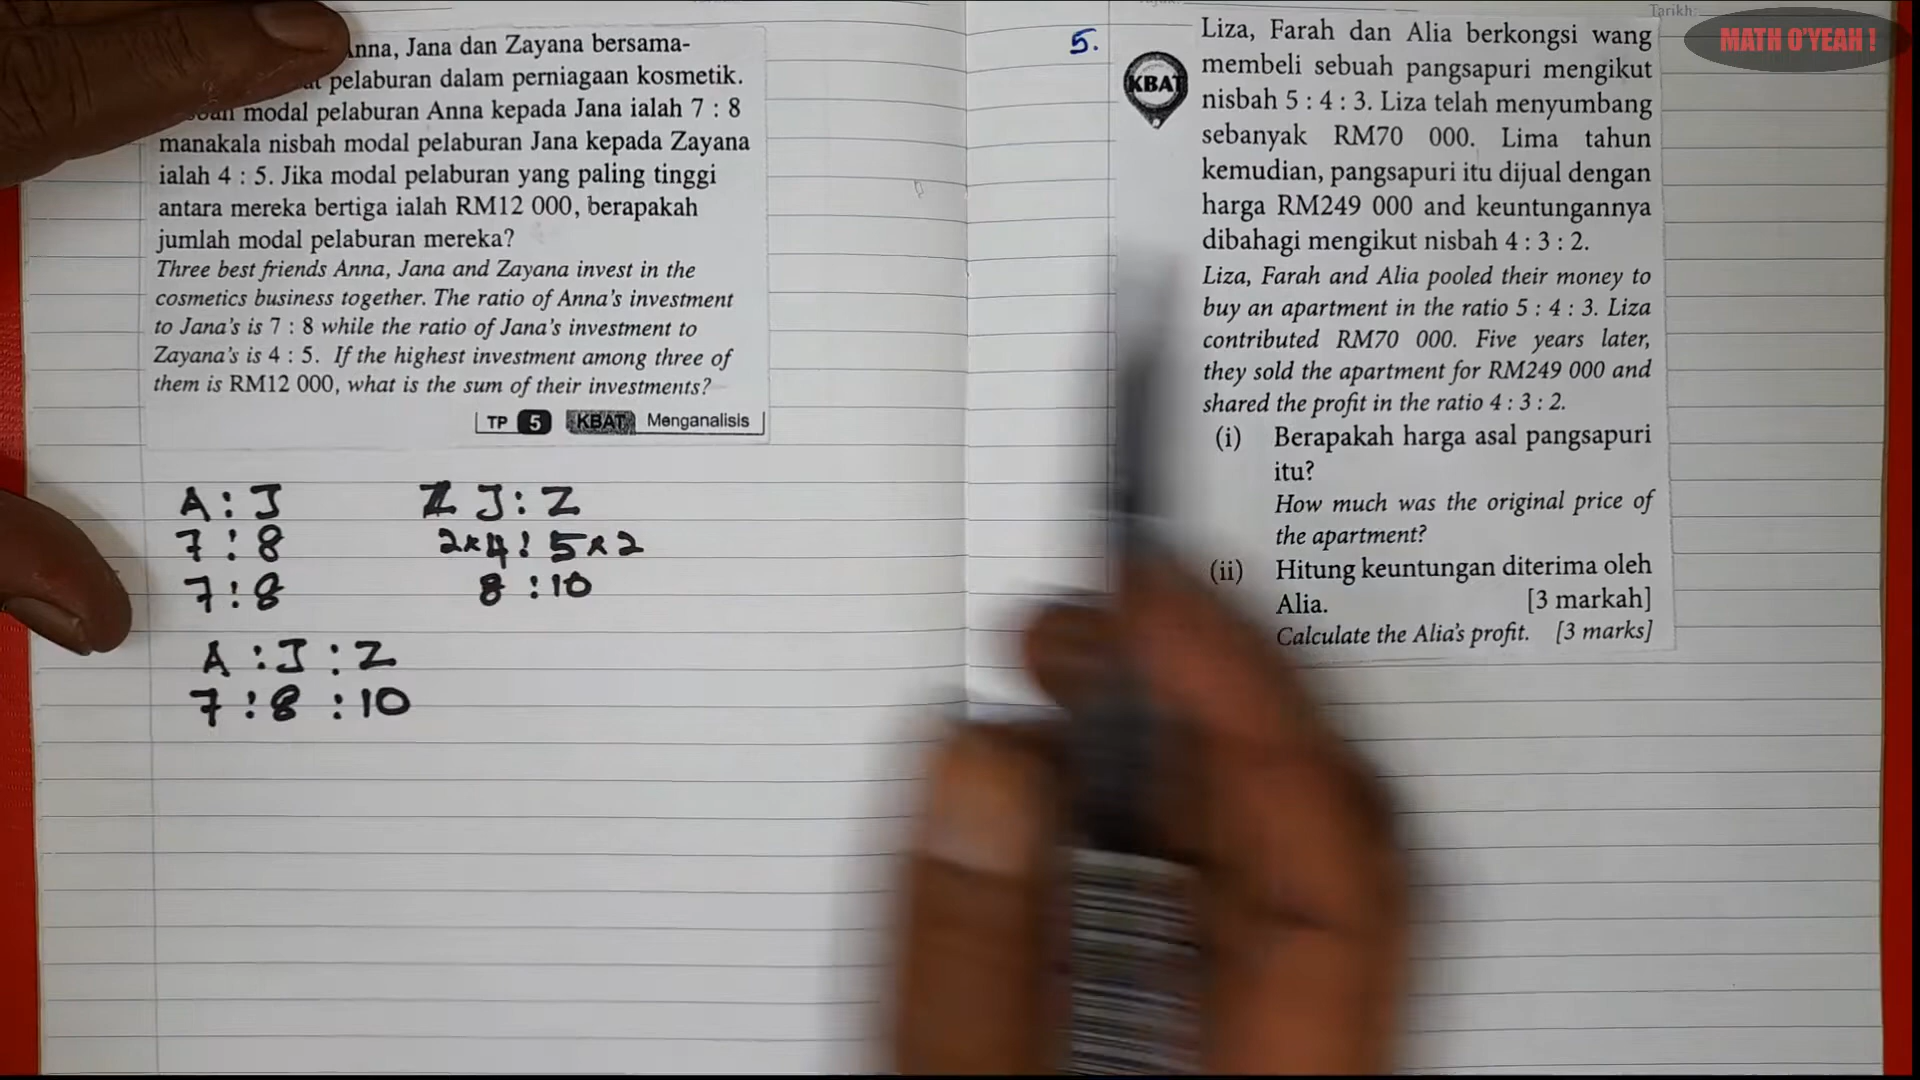 Anna, Jana dan Zayana bersama-
pelaburan dalam perniagaan kosmetik.
modal pelaburan Anna kepada Jana ialah 7 : 8
manakala nisbah modal pelaburan Jana kepada Zayana
ialah 4 : 5. Jika modal pelaburan yang paling tinggi
antara mereka bertiga ialah RM12 000, berapakah
jumlah modal pelaburan mereka?
Three best friends Anna, Jana and Zayana invest in the
cosmetics business together. The ratio of Anna's investment
to Jana's is 7 : 8 while the ratio of Jana's investment to
Zayana's is 4 : 5. If the highest investment among three of
them is RM12 000, what is the sum of their investments?
TP 5 KBAT Menganalisis
A : J
7 : 8
7 : 8
J : Z
2×4 : 5×2
8 : 10
A : J : Z
7 : 8 : 10
Tarikh:
MATH O'YEAH !
5.
KBAT
Liza, Farah dan Alia berkongsi wang
membeli sebuah pangsapuri mengikut
nisbah 5 : 4 : 3. Liza telah menyumbang
sebanyak RM70 000. Lima tahun
kemudian, pangsapuri itu dijual dengan
harga RM249 000 and keuntungannya
dibahagi mengikut nisbah 4 : 3 : 2.
Liza, Farah and Alia pooled their money to
buy an apartment in the ratio 5 : 4 : 3. Liza
contributed RM70 000. Five years later,
they sold the apartment for RM249 000 and
shared the profit in the ratio 4 : 3 : 2.
(i) Berapakah harga asal pangsapuri
itu?
How much was the original price of
the apartment?
(ii) Hitung keuntungan diterima oleh
Alia. [3 markah]
Calculate the Alia's profit. [3 marks]